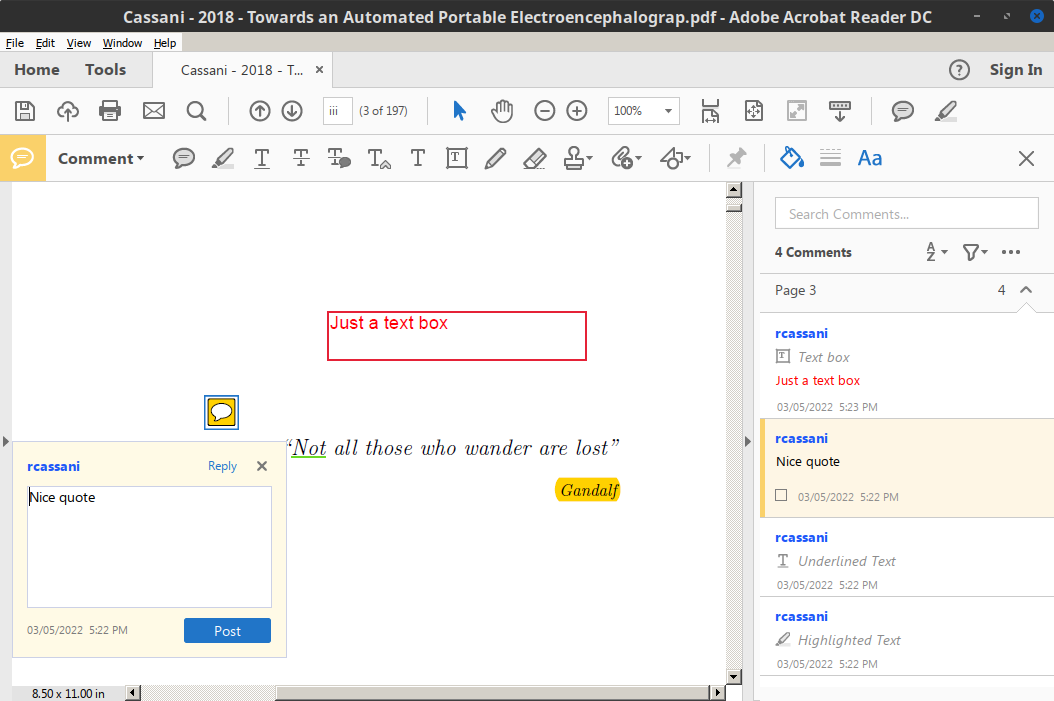 Cassani - 2018 - Towards an Automated Portable Electroencephalograp.pdf - Adobe Acrobat Reader DC
File Edit View Window Help
Home Tools Cassani - 2018 - T... × ? Sign In
iii (3 of 197) 100%
Comment Aa
Search Comments...
4 Comments
Page 3 4
Just a text box
“Not all those who wander are lost”
Gandalf
rcassani Reply
Nice quote
03/05/2022 5:22 PM Post
rcassani
Text box
Just a text box
03/05/2022 5:23 PM
rcassani
Nice quote
03/05/2022 5:22 PM
rcassani
Underlined Text
03/05/2022 5:22 PM
rcassani
Highlighted Text
03/05/2022 5:22 PM
8.50 x 11.00 in